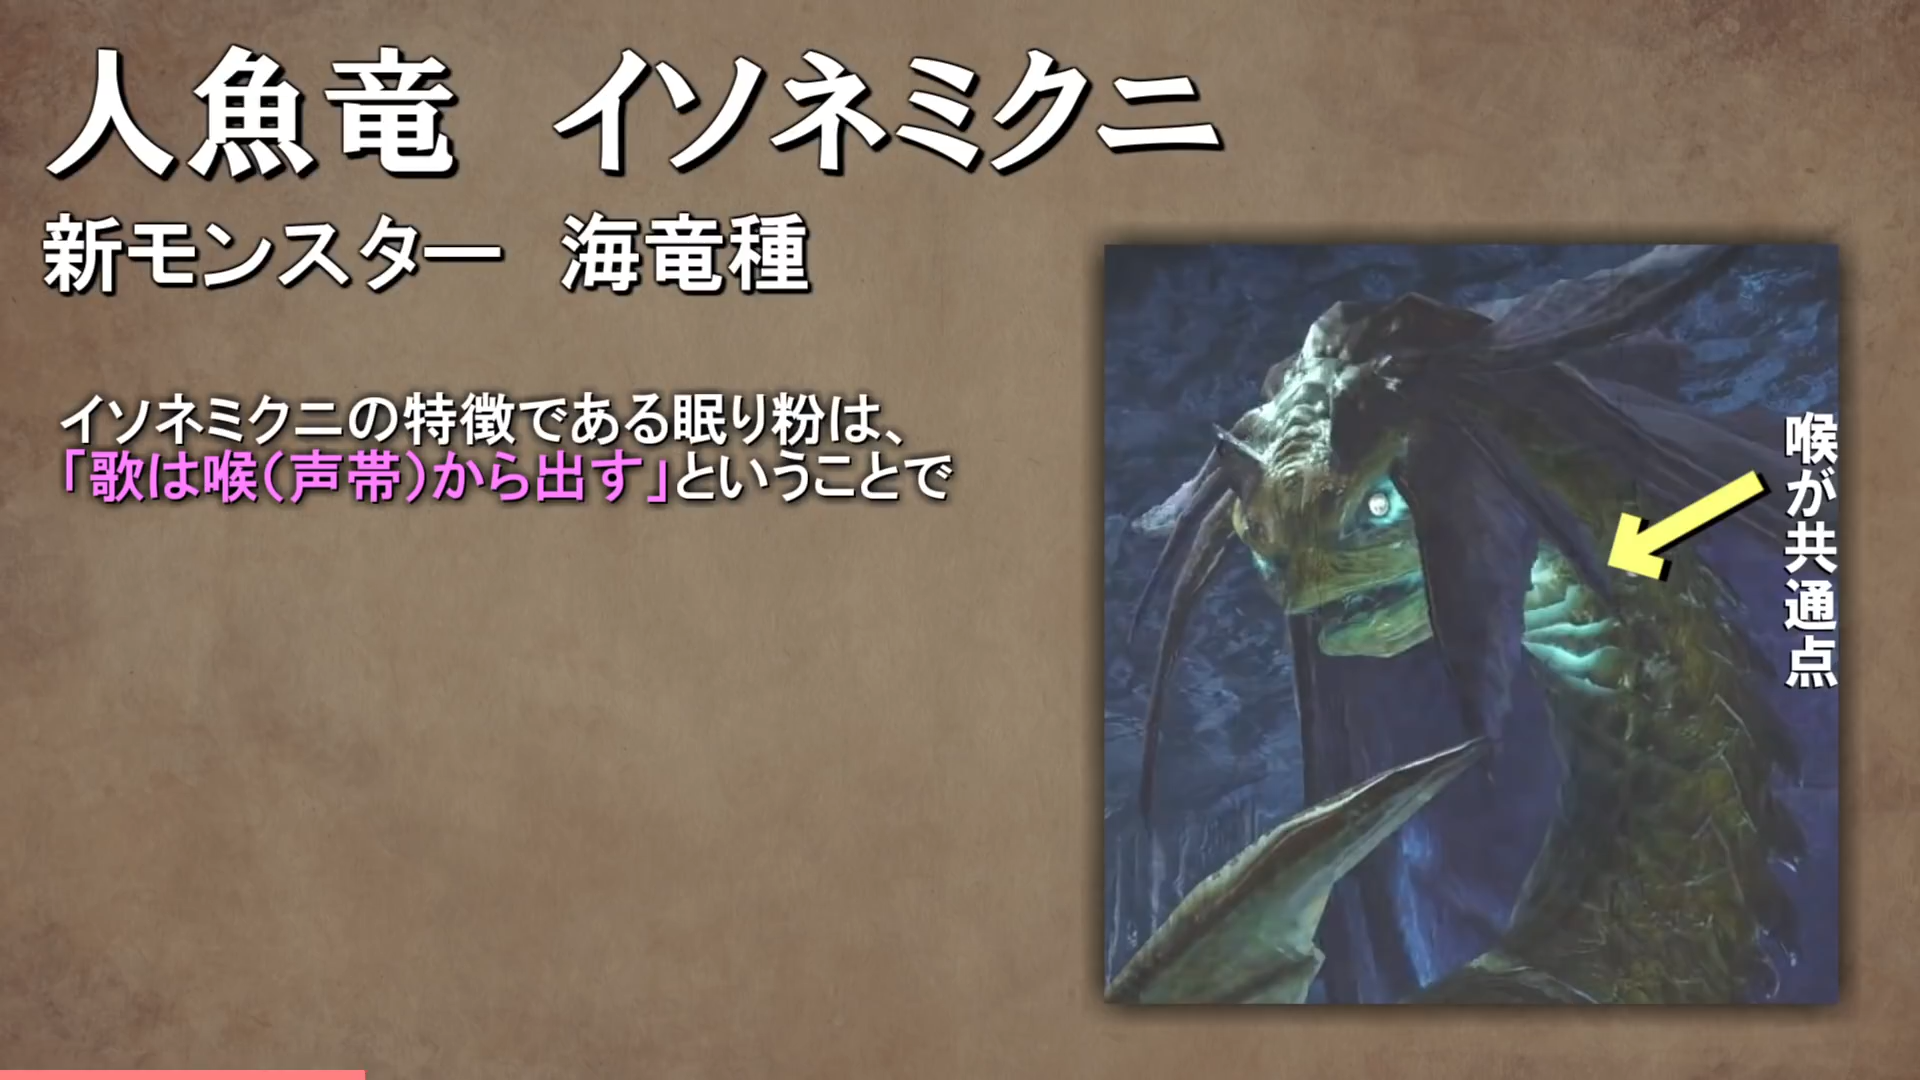 人魚竜　イソネミクニ
新モンスター　海竜種
イソネミクニの特徴である眠り粉は、
「歌は喉（声帯）から出す」ということで
喉が共通点